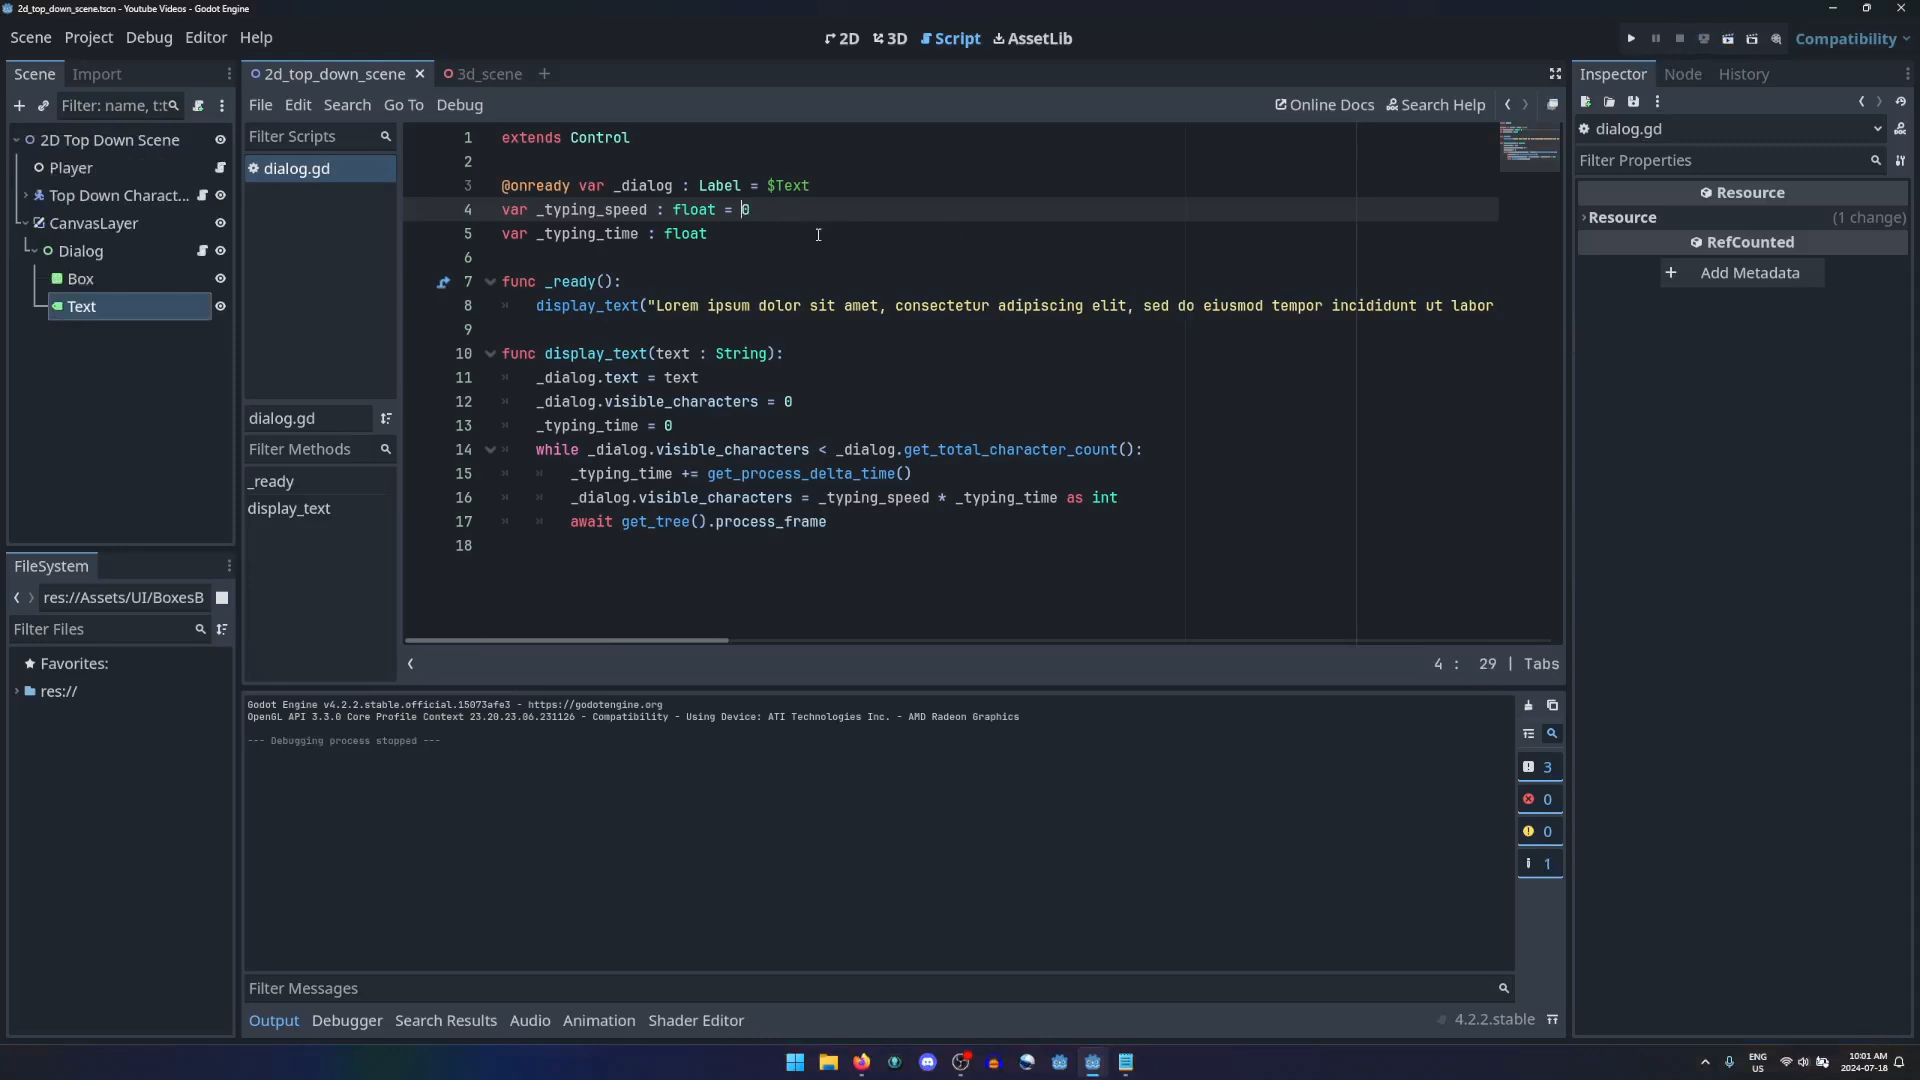 2d_top_down_scene.tscn - Youtube Videos - Godot Engine
Scene Project Debug Editor Help
2D 3D Script AssetLib
Compatibility
Scene Import
Filter: name, t:t
2D Top Down Scene
Player
Top Down Charact...
CanvasLayer
Dialog
Box
Text
FileSystem
res://Assets/UI/BoxesB
Filter Files
Favorites:
res://
2d_top_down_scene 3d_scene
File Edit Search Go To Debug
Online Docs Search Help
Filter Scripts
dialog.gd
dialog.gd
Filter Methods
_ready
display_text
1 extends Control
2
3 @onready var _dialog : Label = $Text
4 var _typing_speed : float = 0
5 var _typing_time : float
6
7 func _ready():
8 display_text("Lorem ipsum dolor sit amet, consectetur adipiscing elit, sed do eiusmod tempor incididunt ut labor
9
10 func display_text(text : String):
11 _dialog.text = text
12 _dialog.visible_characters = 0
13 _typing_time = 0
14 while _dialog.visible_characters < _dialog.get_total_character_count():
15 _typing_time += get_process_delta_time()
16 _dialog.visible_characters = _typing_speed * _typing_time as int
17 await get_tree().process_frame
18
4 : 29 | Tabs
Godot Engine v4.2.2.stable.official.15073afe3 - https://godotengine.org
OpenGL API 3.3.0 Core Profile Context 23.20.23.06.231126 - Compatibility - Using Device: ATI Technologies Inc. - AMD Radeon Graphics
--- Debugging process stopped ---
3
0
0
1
Filter Messages
Output Debugger Search Results Audio Animation Shader Editor
4.2.2.stable
Inspector Node History
dialog.gd
Filter Properties
Resource
Resource (1 change)
RefCounted
Add Metadata
ENG
US
10:01 AM
2024-07-18